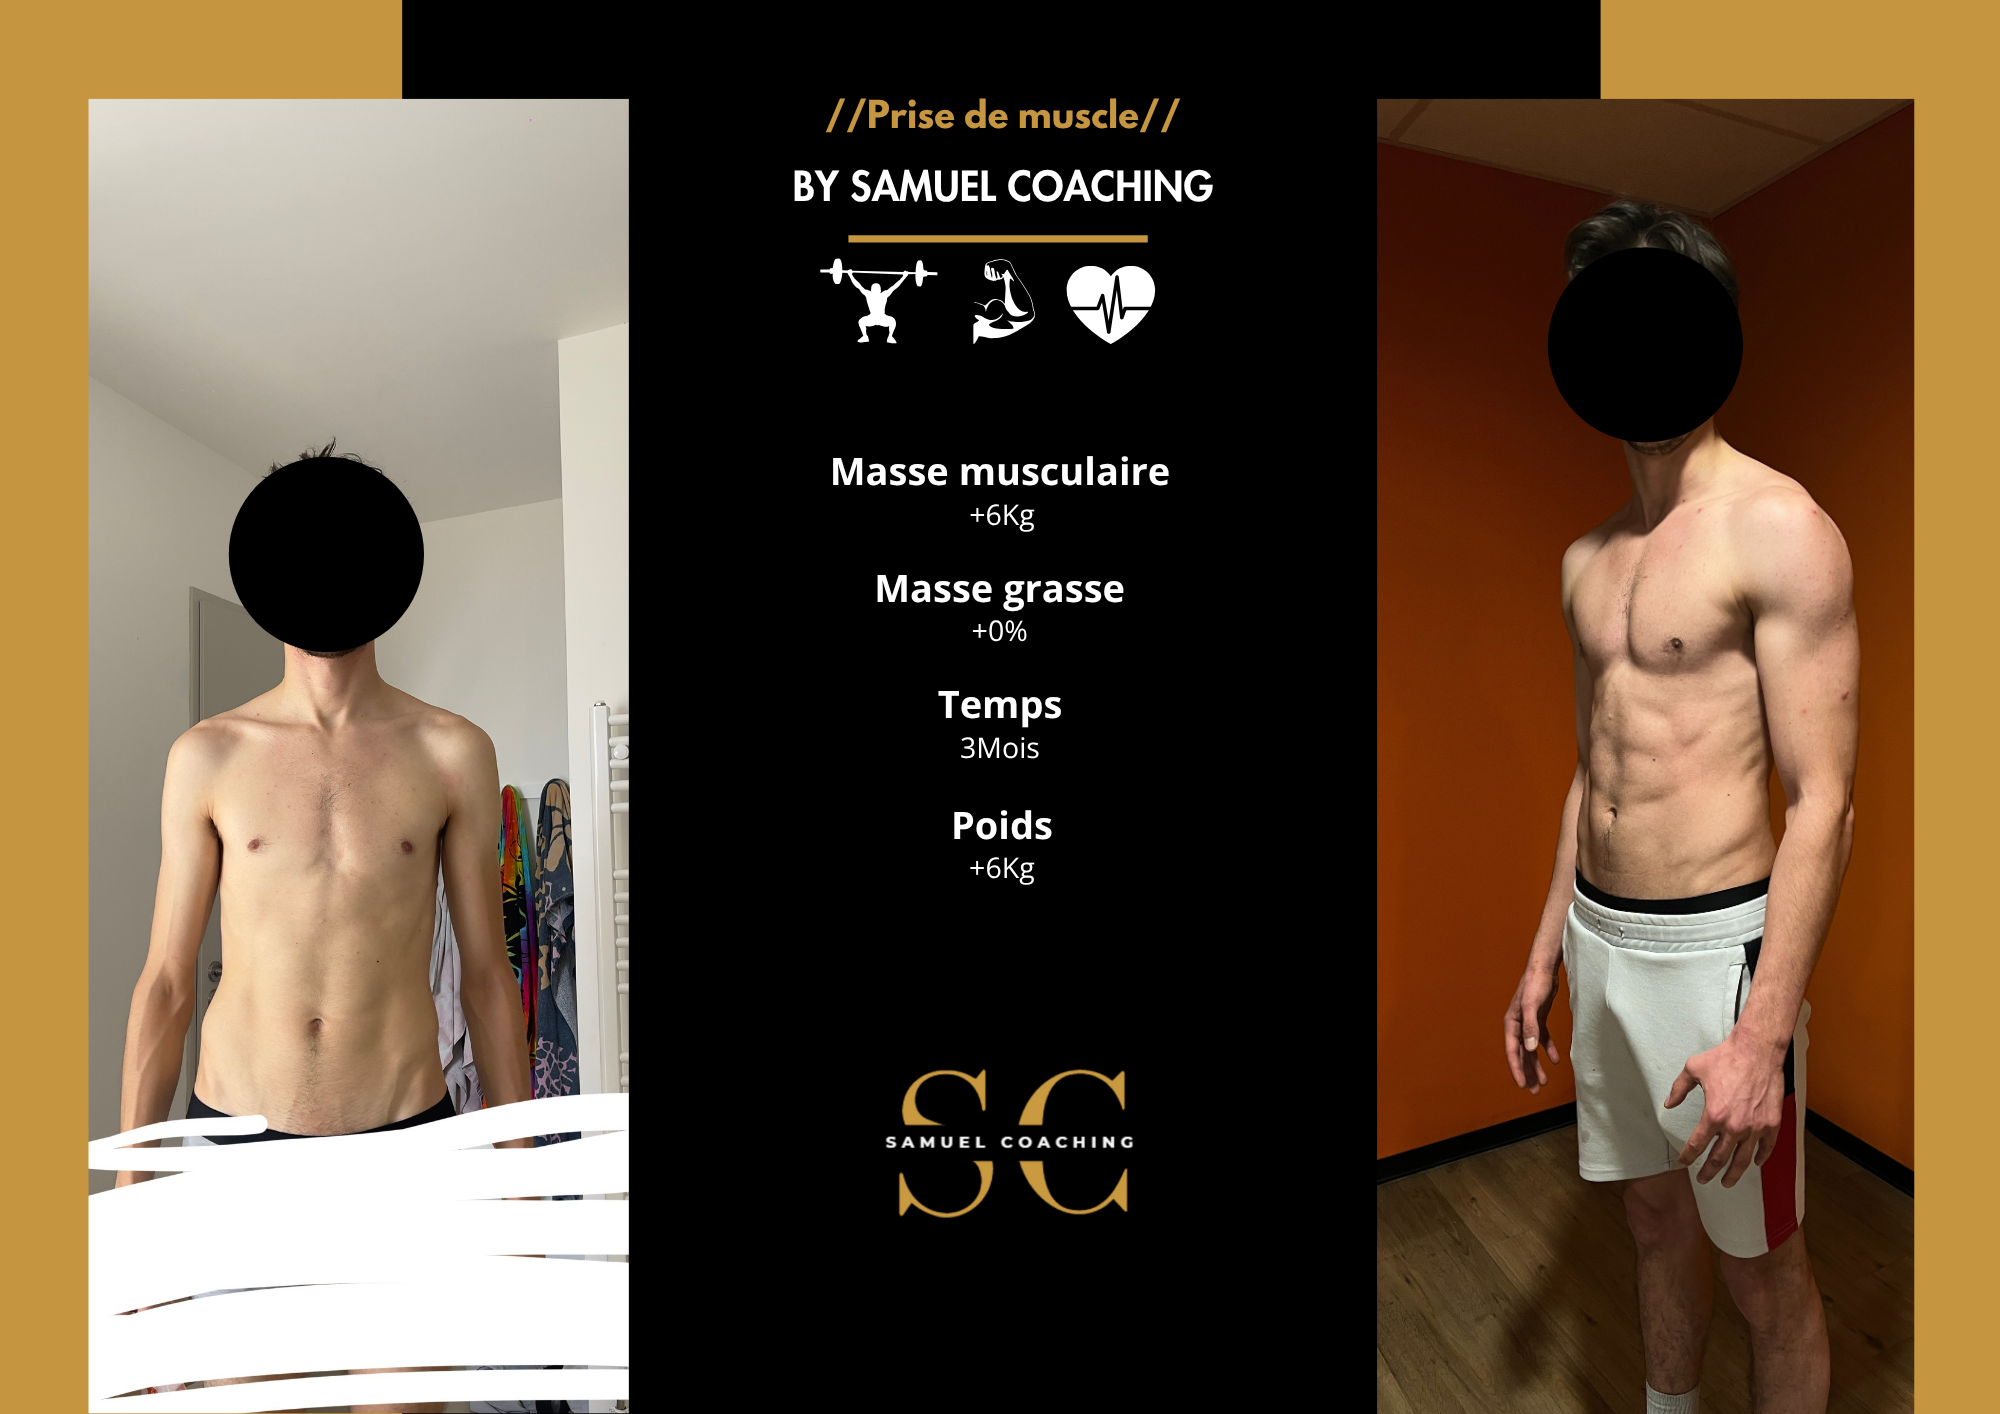 //Prise de muscle//
BY SAMUEL COACHING
Masse musculaire
+6Kg
Masse grasse
+0%
Temps
3Mois
Poids
+6Kg
SC
SAMUEL COACHING